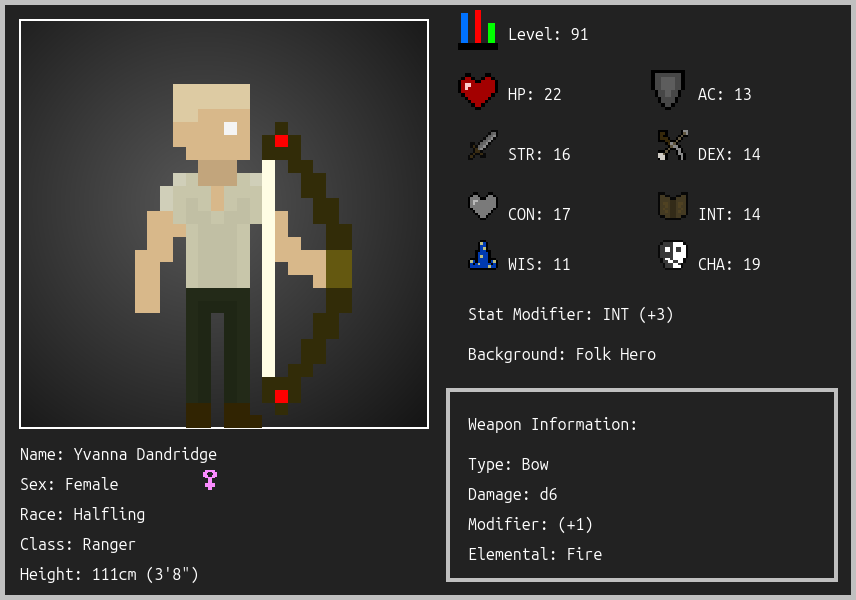 Level: 91
HP: 22
AC: 13
STR: 16
DEX: 14
CON: 17
INT: 14
WIS: 11
CHA: 19
Stat Modifier: INT (+3)
Background: Folk Hero
Weapon Information:
Type: Bow
Damage: d6
Modifier: (+1)
Elemental: Fire
Name: Yvanna Dandridge
Sex: Female
Race: Halfling
Class: Ranger
Height: 111cm (3'8")